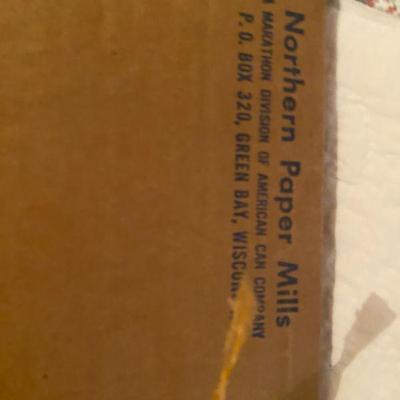 Northern Paper Mills
MARATHON DIVISION OF AMERICAN CAN COMPANY
P. O. BOX 320, GREEN BAY,